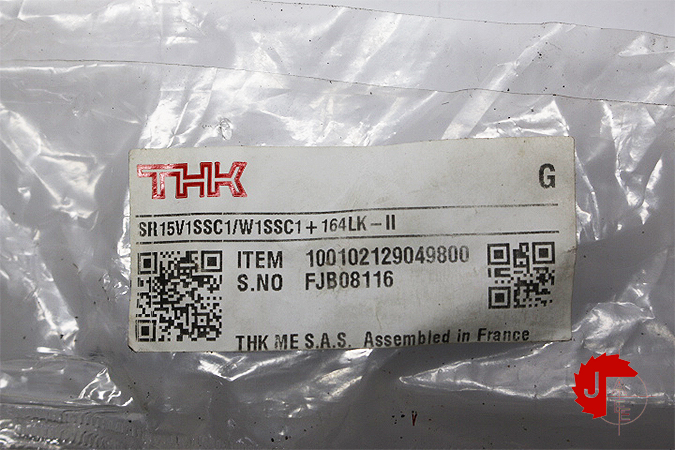 THK
G
SR15V1SSC1/W1SSC1+164LK-II
ITEM 100102129049800
S.NO FJB08116
THK ME S.A.S. Assembled in France
J